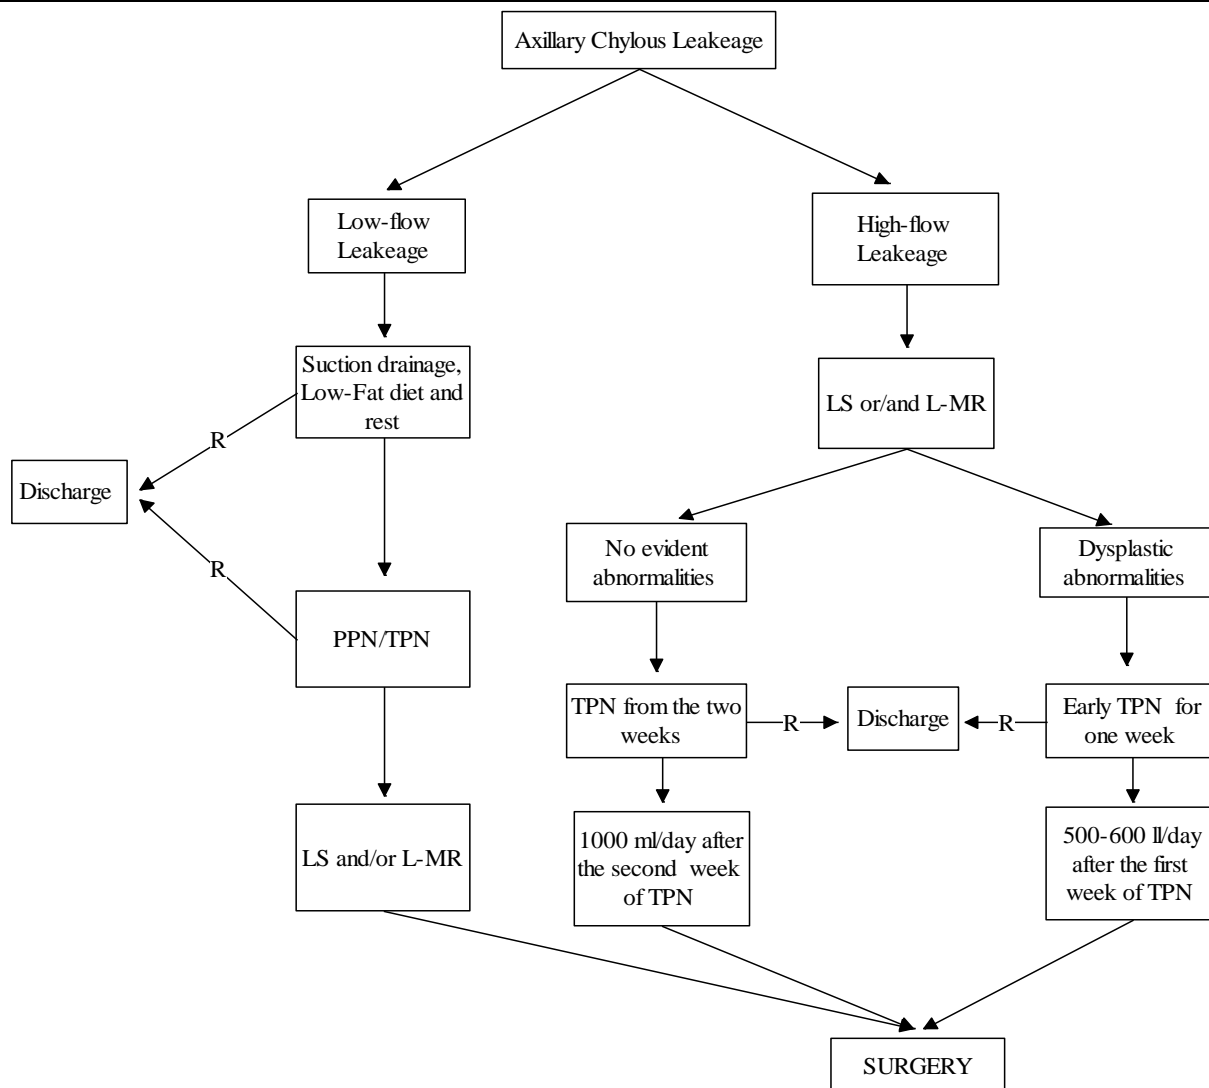 Axillary Chylous Leakeage
Low-flow
Leakeage
High-flow
Leakeage
Suction drainage,
Low-Fat diet and
rest
LS or/and L-MR
R
Discharge
R
No evident
abnormalities
Dysplastic
abnormalities
PPN/TPN
TPN from the two
weeks
R
Discharge
R
Early TPN for
one week
LS and/or L-MR
1000 ml/day after
the second week
of TPN
500-600 ll/day
after the first
week of TPN
SURGERY